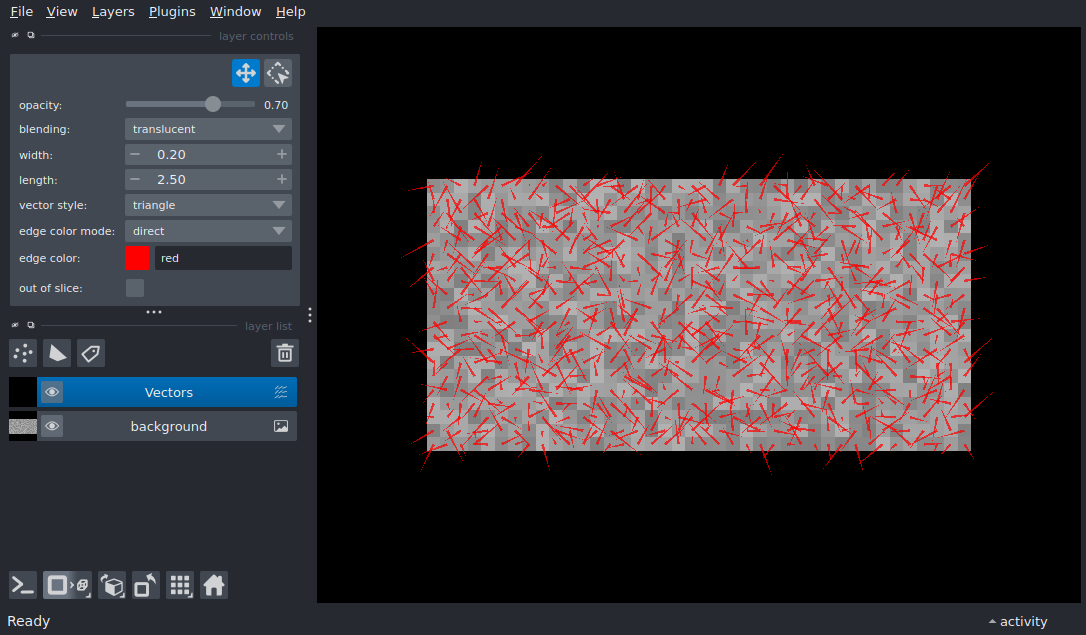 File View Layers Plugins Window Help
layer controls
opacity: 0.70
blending: translucent
width: 0.20
length: 2.50
vector style: triangle
edge color mode: direct
edge color: red
out of slice:
layer list
Vectors
background
Ready
activity